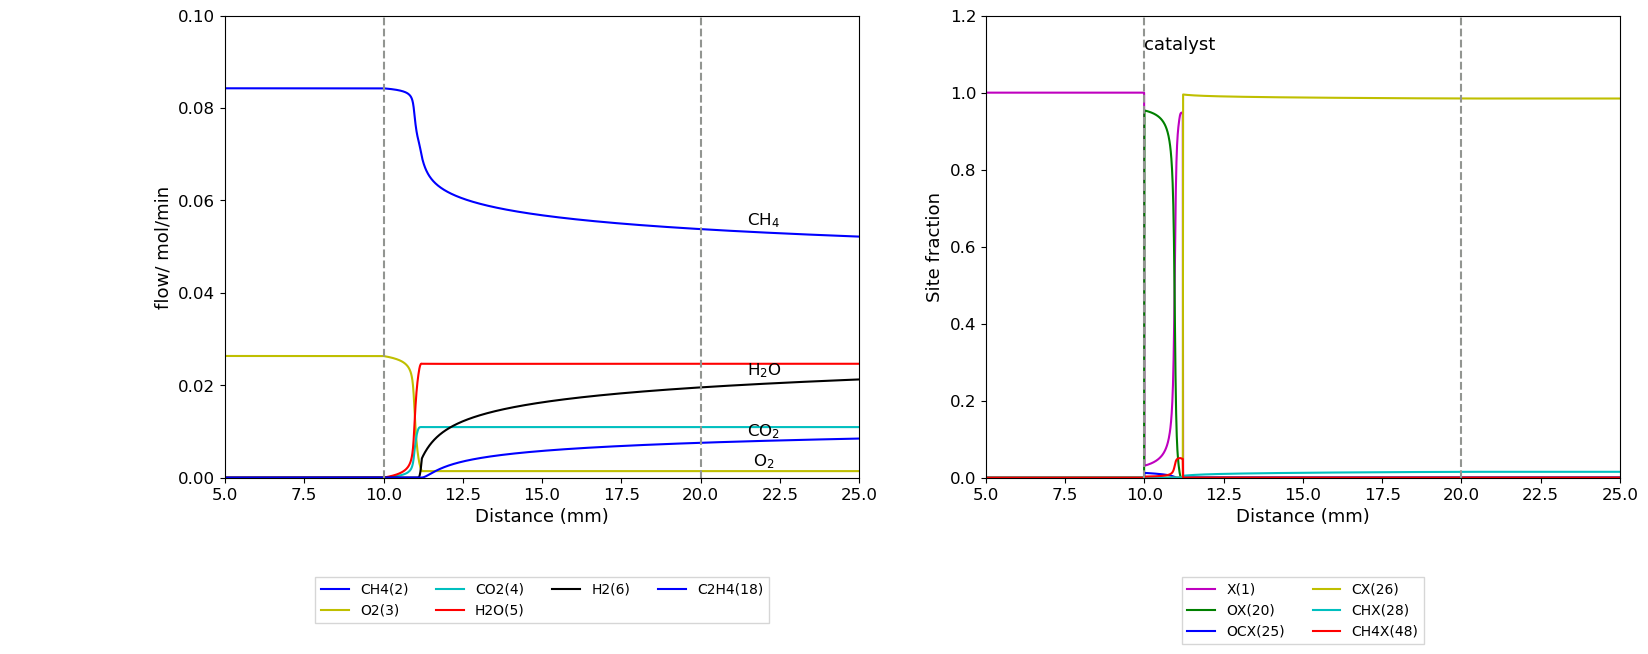 0.10
0.08
0.06
0.04
0.02
0.00
flow/ mol/min
CH4
H2O
CO2
O2
5.0 7.5 10.0 12.5 15.0 17.5 20.0 22.5 25.0
Distance (mm)
CH4(2) CO2(4) H2(6) C2H4(18)
O2(3) H2O(5)
1.2
1.0
0.8
0.6
0.4
0.2
0.0
Site fraction
catalyst
5.0 7.5 10.0 12.5 15.0 17.5 20.0 22.5 25.0
Distance (mm)
X(1) CX(26)
OX(20) CHX(28)
OCX(25) CH4X(48)